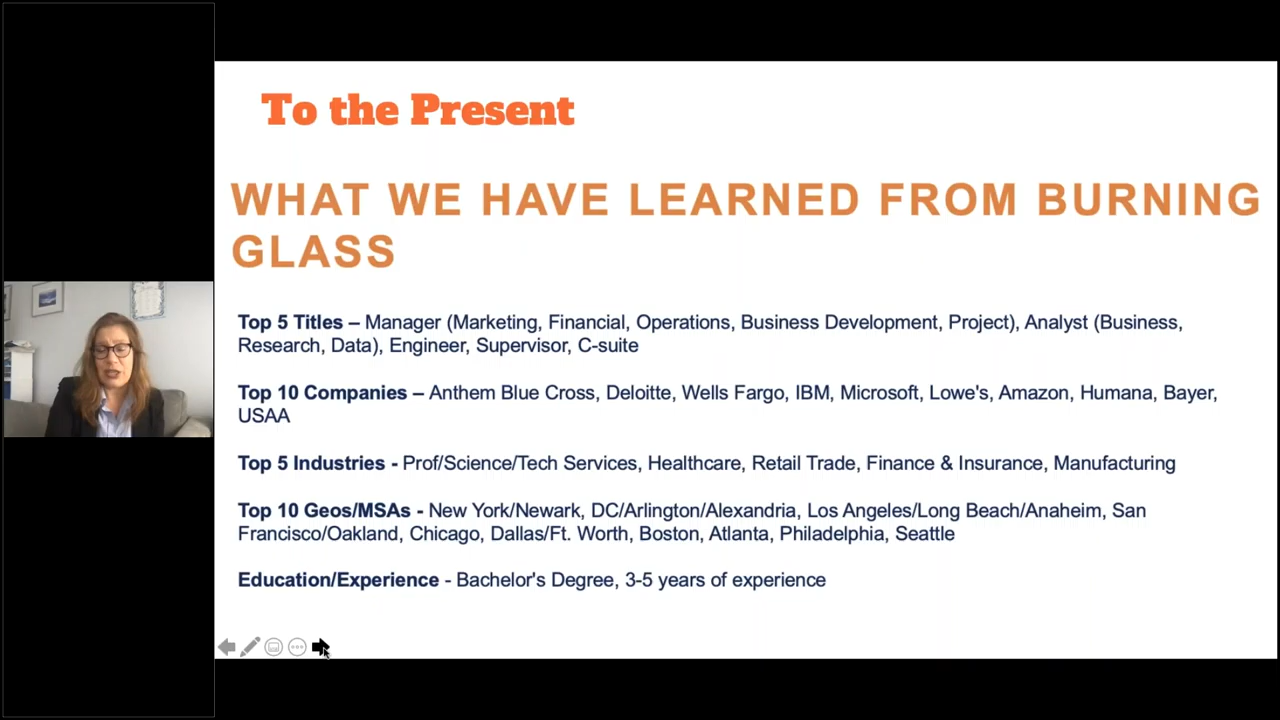 To the Present
WHAT WE HAVE LEARNED FROM BURNING
GLASS
Top 5 Titles – Manager (Marketing, Financial, Operations, Business Development, Project), Analyst (Business,
Research, Data), Engineer, Supervisor, C-suite
Top 10 Companies – Anthem Blue Cross, Deloitte, Wells Fargo, IBM, Microsoft, Lowe's, Amazon, Humana, Bayer,
USAA
Top 5 Industries - Prof/Science/Tech Services, Healthcare, Retail Trade, Finance & Insurance, Manufacturing
Top 10 Geos/MSAs - New York/Newark, DC/Arlington/Alexandria, Los Angeles/Long Beach/Anaheim, San
Francisco/Oakland, Chicago, Dallas/Ft. Worth, Boston, Atlanta, Philadelphia, Seattle
Education/Experience - Bachelor's Degree, 3-5 years of experience